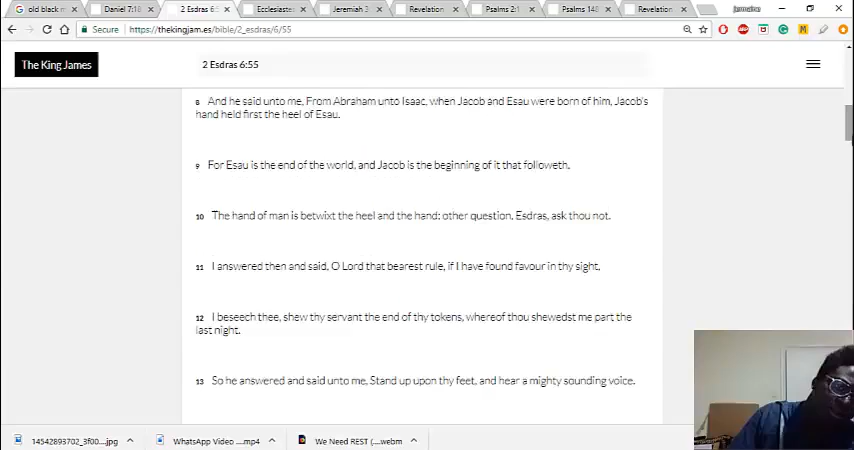 old black m
Daniel 7:18
2 Esdras 6:5
Ecclesiaste
Jeremiah 3
Revelation
Psalms 2:1
Psalms 148
Revelation
jermaine
Secure
https://thekingjam.es/bible/2_esdras/6/55
The King James
2 Esdras 6:55
8 And he said unto me, From Abraham unto Isaac, when Jacob and Esau were born of him, Jacob's
hand held first the heel of Esau.
9 For Esau is the end of the world, and Jacob is the beginning of it that followeth.
10 The hand of man is betwixt the heel and the hand: other question, Esdras, ask thou not.
11 I answered then and said, O Lord that bearest rule, if I have found favour in thy sight,
12 I beseech thee, shew thy servant the end of thy tokens, whereof thou shewedst me part the
last night.
13 So he answered and said unto me, Stand up upon thy feet, and hear a mighty sounding voice.
14542893702_3f00....jpg
WhatsApp Video ....mp4
We Need REST (....webm